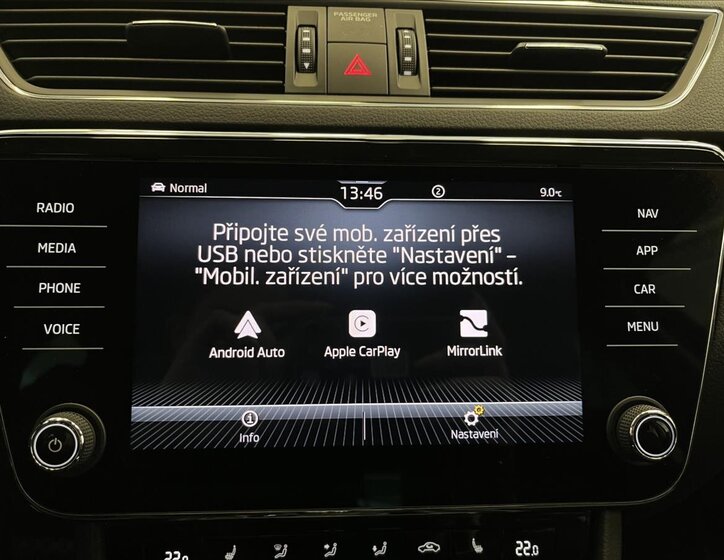 PASSENGER
AIR BAG
Normal
13:46
2
9.0°C
RADIO
MEDIA
PHONE
VOICE
Připojte své mob. zařízení přes
USB nebo stiskněte "Nastavení" –
"Mobil. zařízení" pro více možností.
Android Auto
Apple CarPlay
MirrorLink
Info
Nastavení
NAV
APP
CAR
MENU
22.0
22.0